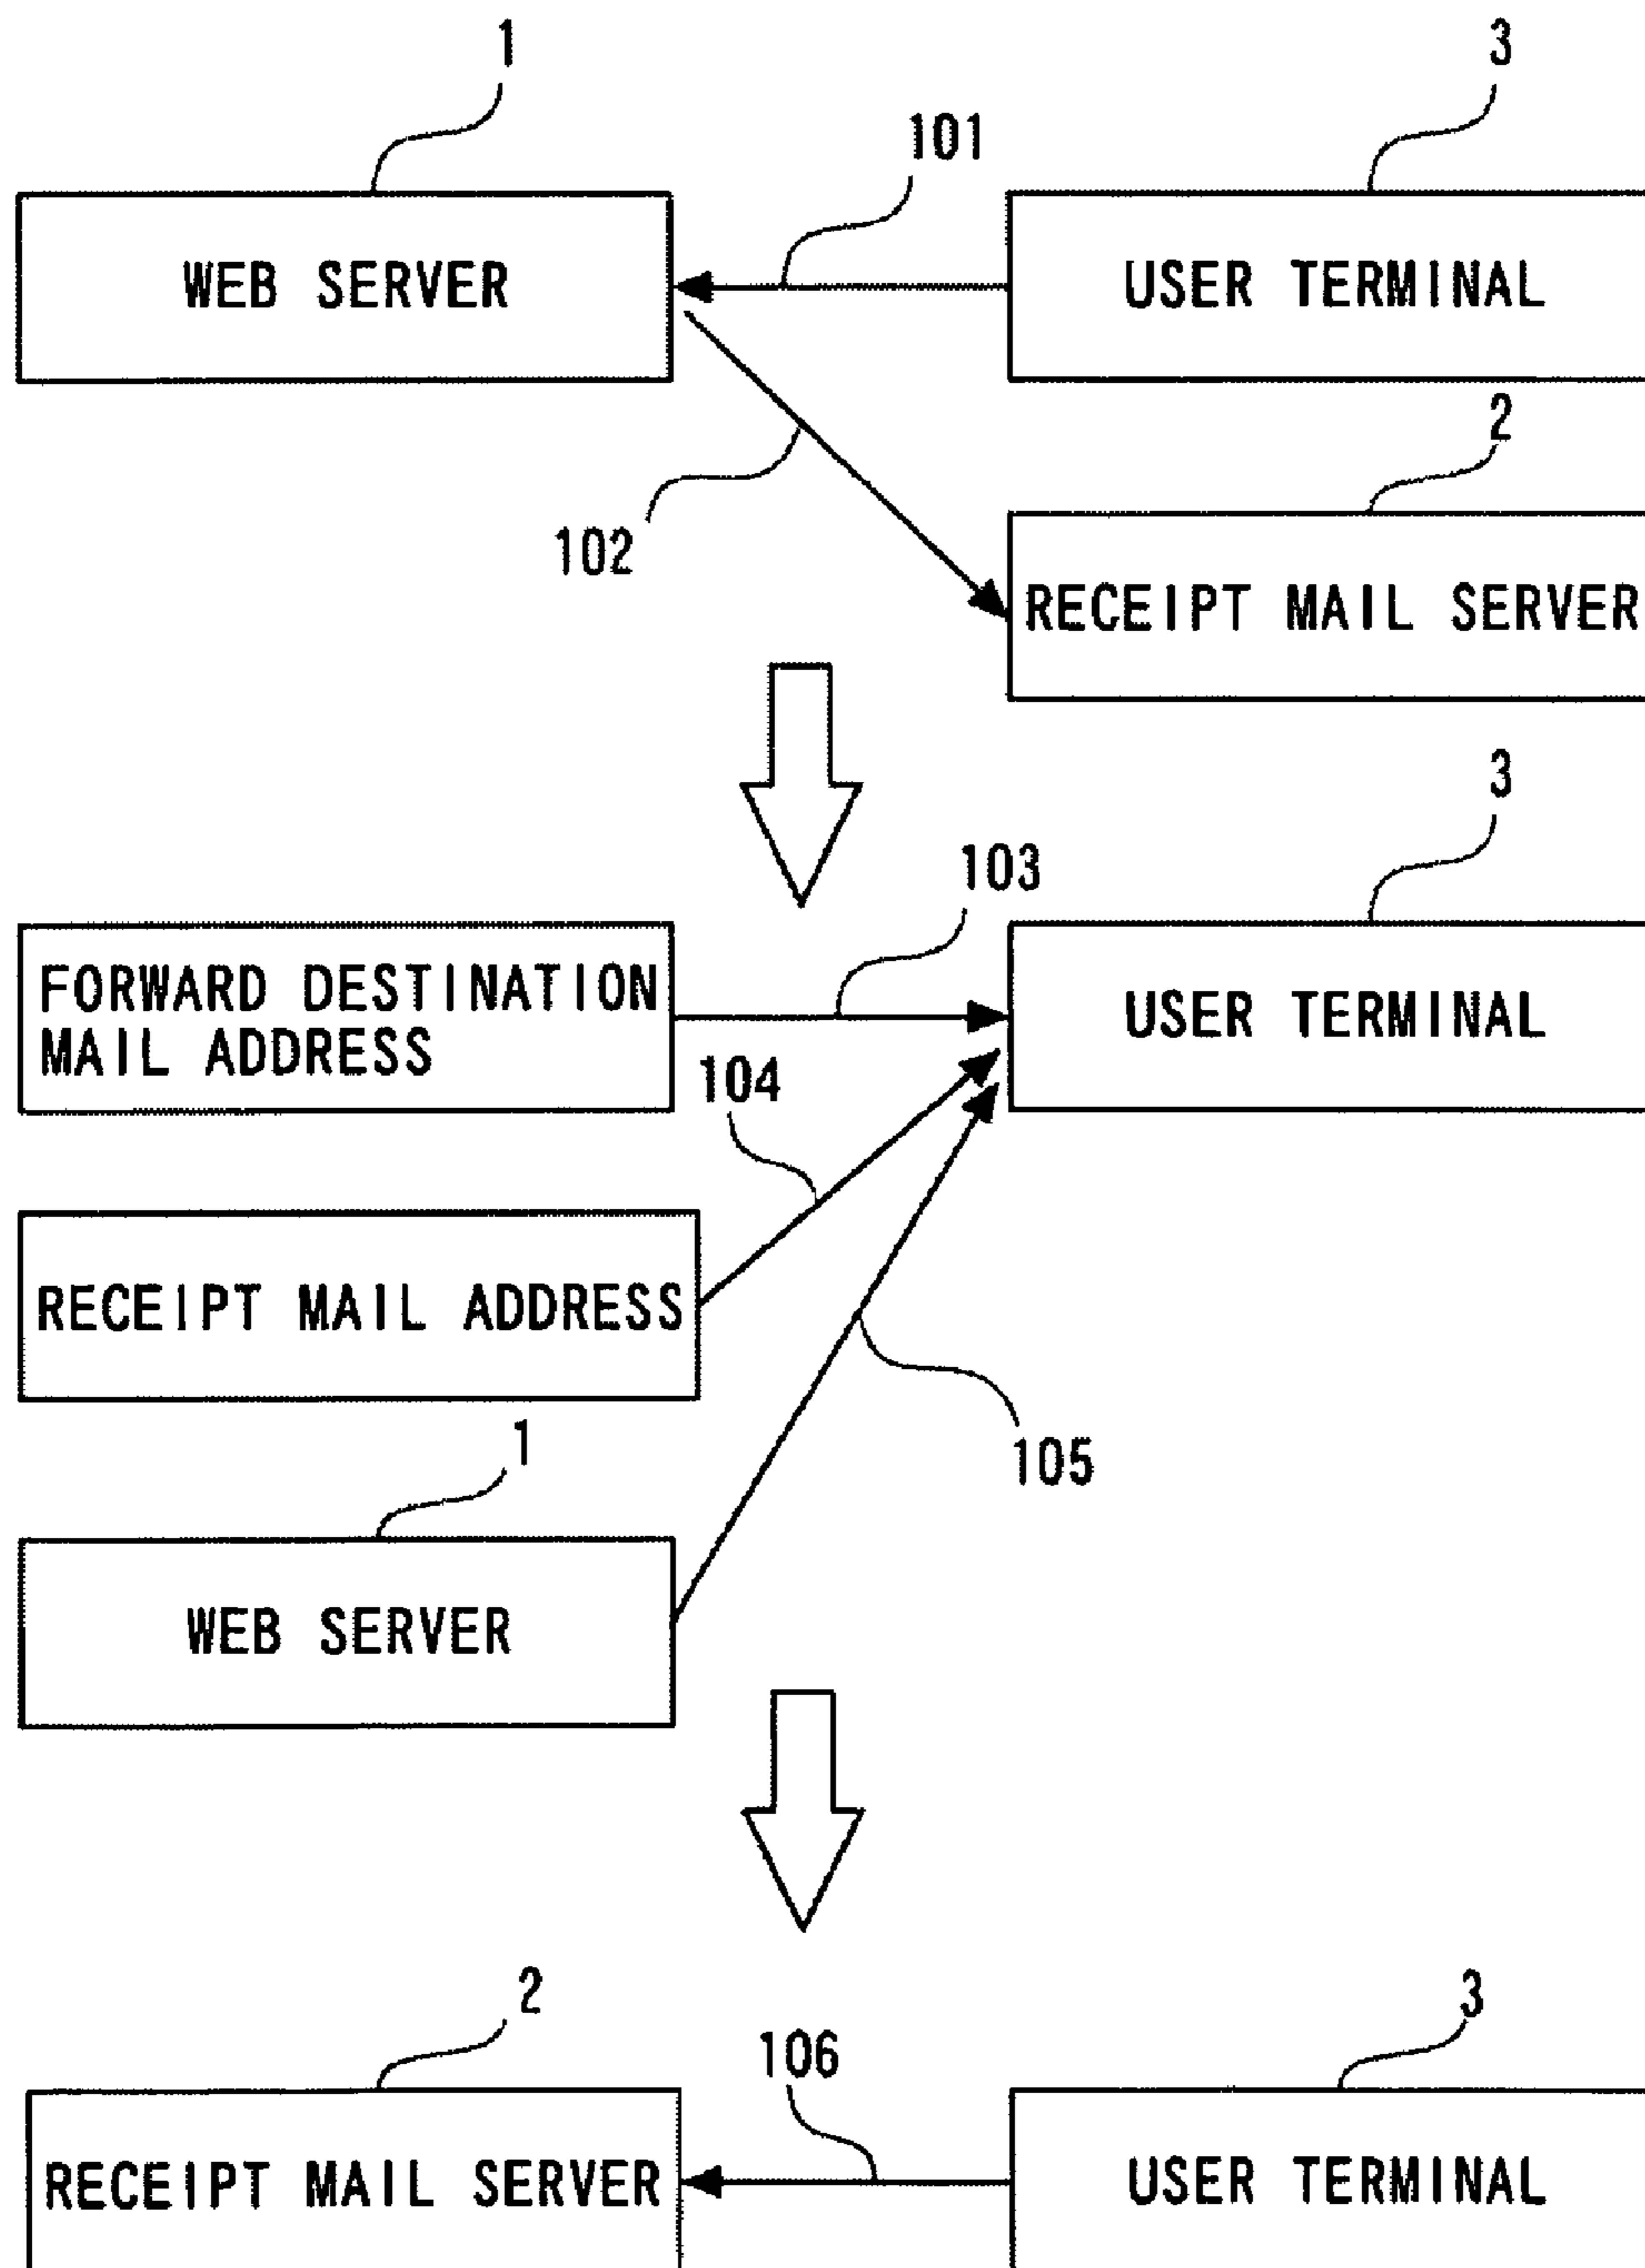 1
3
101
WEB SERVER
USER TERMINAL
2
102
RECEIPT MAIL SERVER
3
103
FORWARD DESTINATION
MAIL ADDRESS
USER TERMINAL
104
RECEIPT MAIL ADDRESS
105
1
WEB SERVER
2
3
106
RECEIPT MAIL SERVER
USER TERMINAL